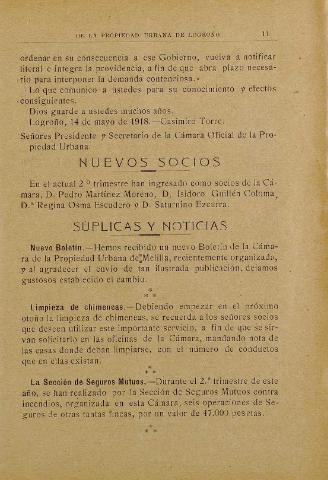 DE LA PROPIEDAD URBANA DE LOGROÑO 11
ordenar en su consecuencia a ese Gobierno, vuelva a notificar
literal e integra la providencia, a fin de que abra plazo necesa-
rio para interponer la demanda contenciosa.»
Lo que comunico a ustedes para su conocimiento y efectos
consiguientes.
Dios guarde a ustedes muchos años.
Logroño, 14 de mayo de 1918.—Casimiro Torre.
Señores Presidente y Secretario de la Cámara Oficial de la Pro-
piedad Urbana.
NUEVOS SOCIOS
En el actual 2.º trimestre han ingresado como socios de la Cá-
mara, D. Pedro Martínez Moreno, D. Isidoro Guillén Columa,
D.ª Regina Osma Escudero y D. Saturnino Ezcurra.
SÚPLICAS Y NOTICIAS
Nuevo Boletín.—Hemos recibido un nuevo Boletín de la Cáma-
ra de la Propiedad Urbana de Melilla, recientemente organizada,
y al agradecer el envío de tan ilustrada publicación, dejamos
gustosos establecido el cambio.
* * *
Limpieza de chimeneas.—Debiendo empezar en el próximo
otoño la limpieza de chimeneas, se recuerda a los señores socios
que deseen utilizar este importante servicio, a fin de que se sir-
van solicitarlo en las oficinas de la Cámara, mandando nota de
las casas donde deban limpiarse, con el número de conductos
que en ellas existan.
* * *
La Sección de Seguros Mutuos.—Durante el 2.º trimestre de este
año, se han realizado por la Sección de Seguros Mutuos contra
incendios, organizada en esta Cámara, seis operaciones de Se-
guros de otras tantas fincas, por un valor de 47.000 pesetas.
* * *